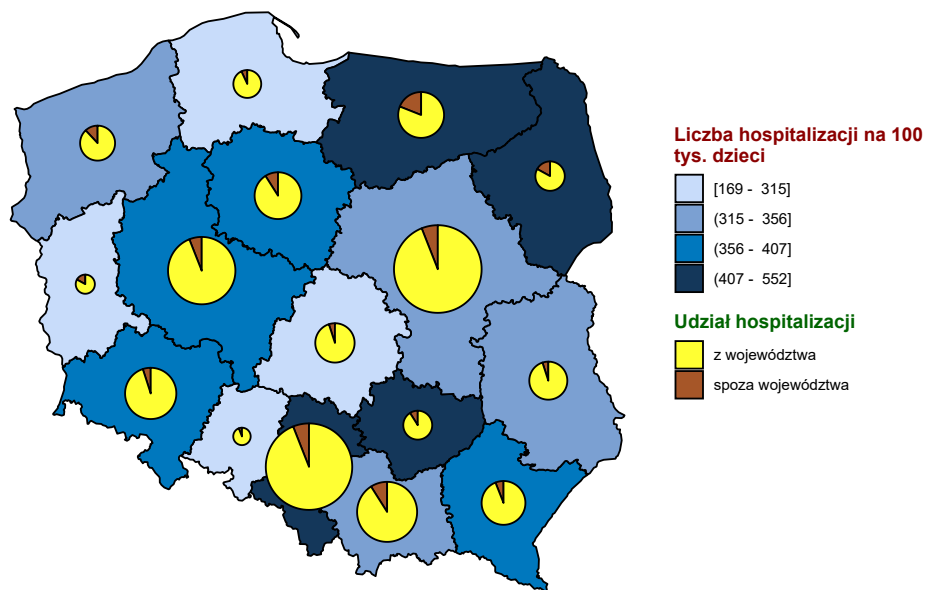 Liczba hospitalizacji na 100
tys. dzieci
[169 - 315]
(315 - 356]
(356 - 407]
(407 - 552]
Udział hospitalizacji
z województwa
spoza województwa